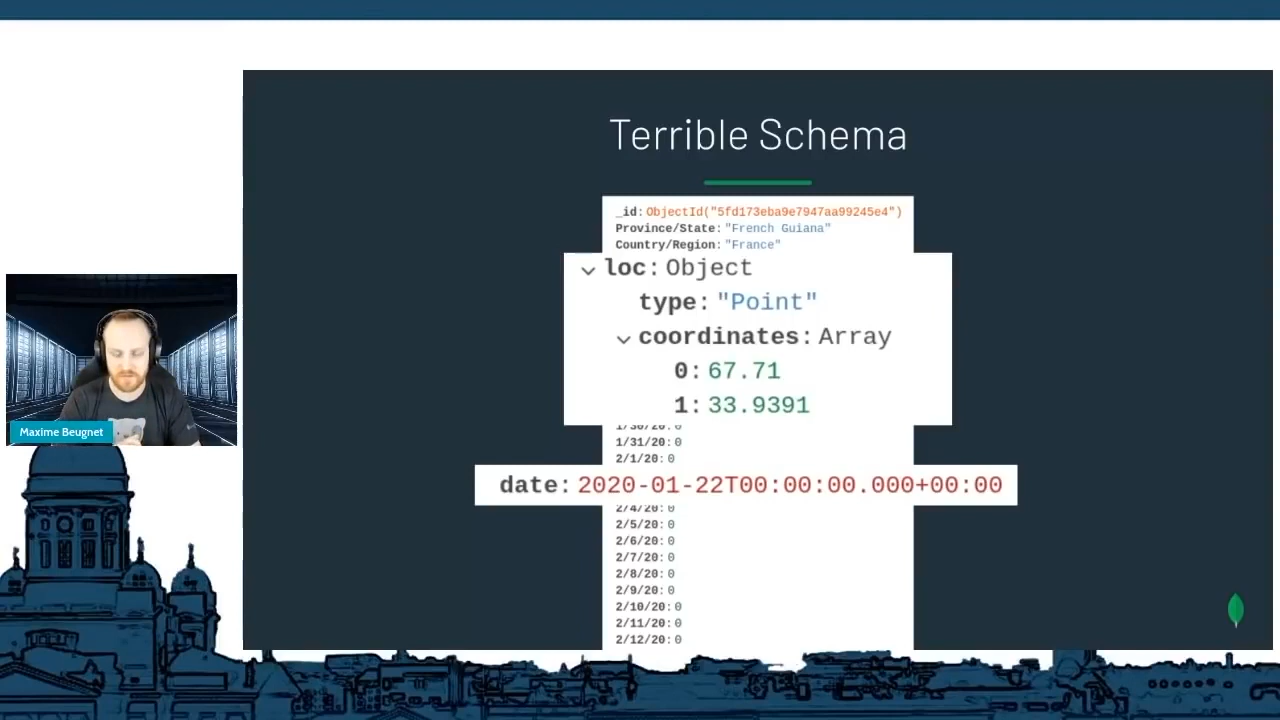 Terrible Schema
_id: ObjectId("5fd173eba9e7947aa99245e4")
Province/State: "French Guiana"
Country/Region: "France"
loc: Object
type: "Point"
coordinates: Array
0: 67.71
1: 33.9391
1/30/20: 0
1/31/20: 0
2/1/20: 0
date: 2020-01-22T00:00:00.000+00:00
2/4/20: 0
2/5/20: 0
2/6/20: 0
2/7/20: 0
2/8/20: 0
2/9/20: 0
2/10/20: 0
2/11/20: 0
2/12/20: 0
Maxime Beugnet